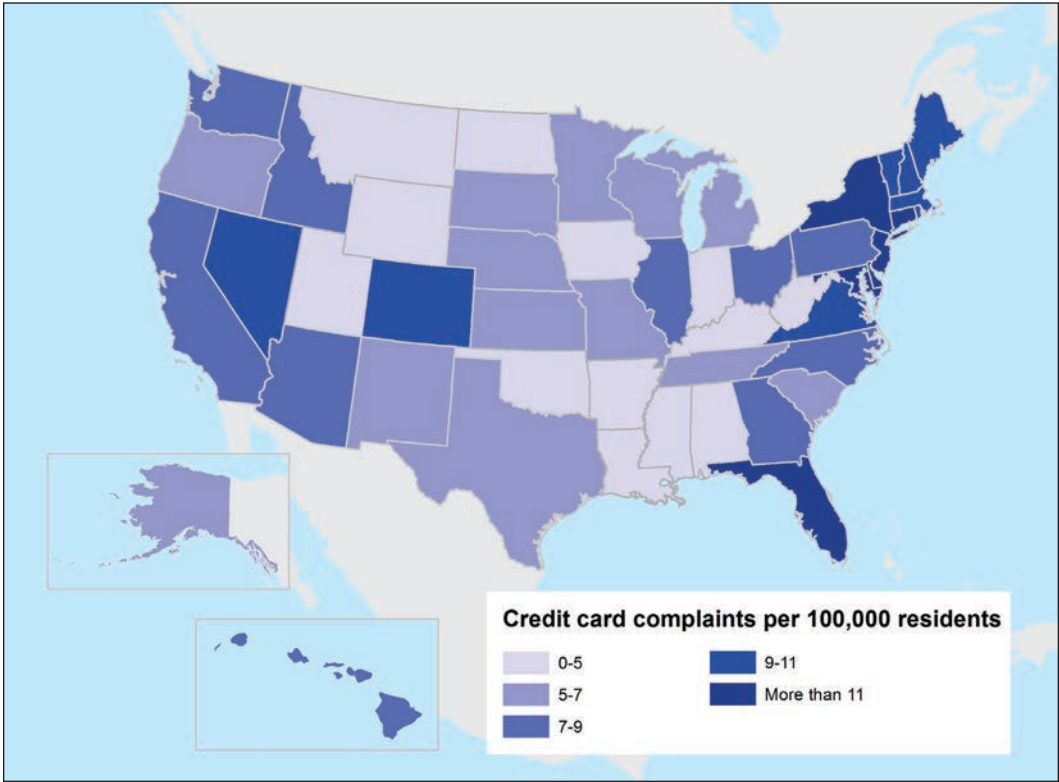 Credit card complaints per 100,000 residents
0-5
5-7
7-9
9-11
More than 11